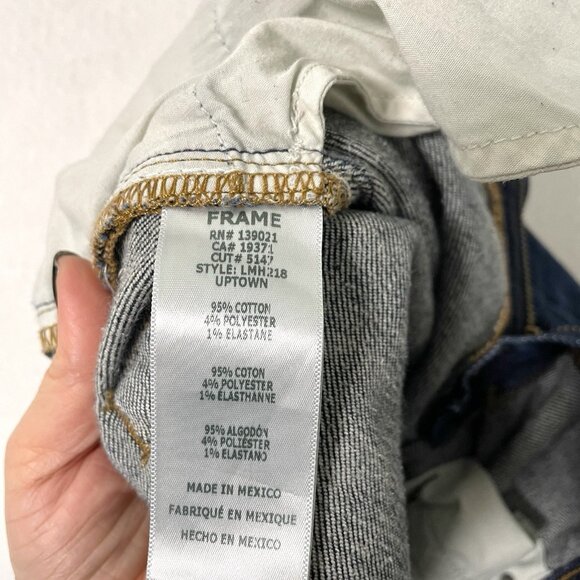 FRAME
RN# 139021
CA# 19371
CUT# 5147
STYLE: LMH218
UPTOWN
95% COTTON
4% POLYESTER
1% ELASTANE
95% COTON
4% POLYESTER
1% ÉLASTHANNE
95% ALGODÓN
4% POLIÉSTER
1% ELASTANO
MADE IN MEXICO
FABRIQUÉ EN MEXIQUE
HECHO EN MEXICO